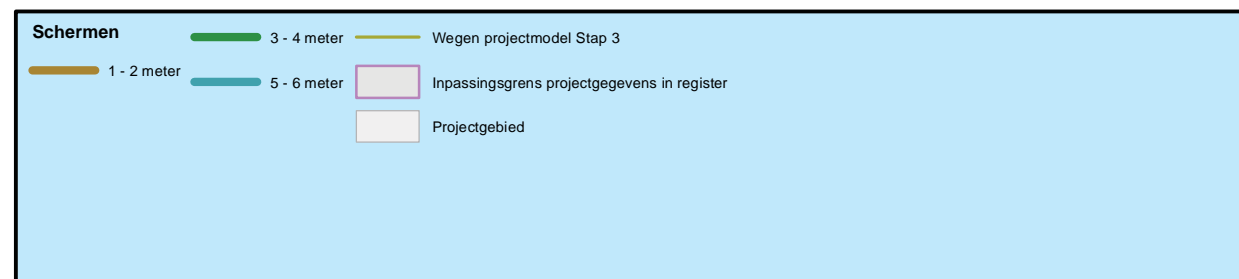 Schermen
1 - 2 meter
3 - 4 meter
5 - 6 meter
Wegen projectmodel Stap 3
Inpassingsgrens projectgegevens in register
Projectgebied